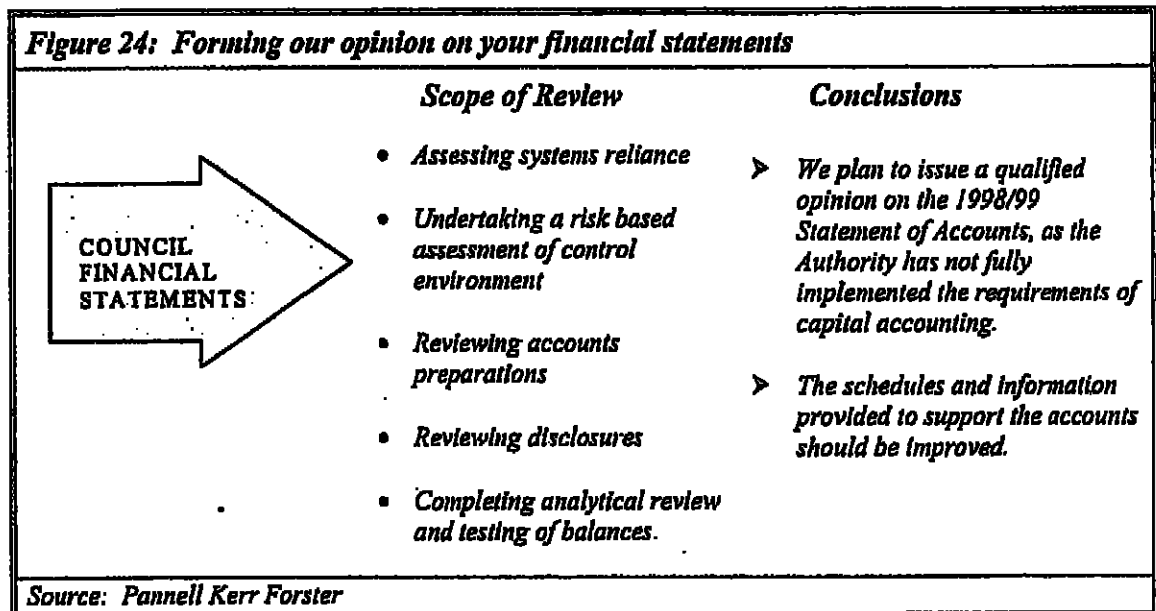 Figure 24: Forming our opinion on your financial statements
COUNCIL
FINANCIAL
STATEMENTS
Scope of Review
• Assessing systems reliance
• Undertaking a risk based
assessment of control
environment
• Reviewing accounts
preparations
• Reviewing disclosures
• Completing analytical review
and testing of balances.
Conclusions
➢ We plan to issue a qualified
opinion on the 1998/99
Statement of Accounts, as the
Authority has not fully
implemented the requirements of
capital accounting.
➢ The schedules and information
provided to support the accounts
should be improved.
Source: Pannell Kerr Forster